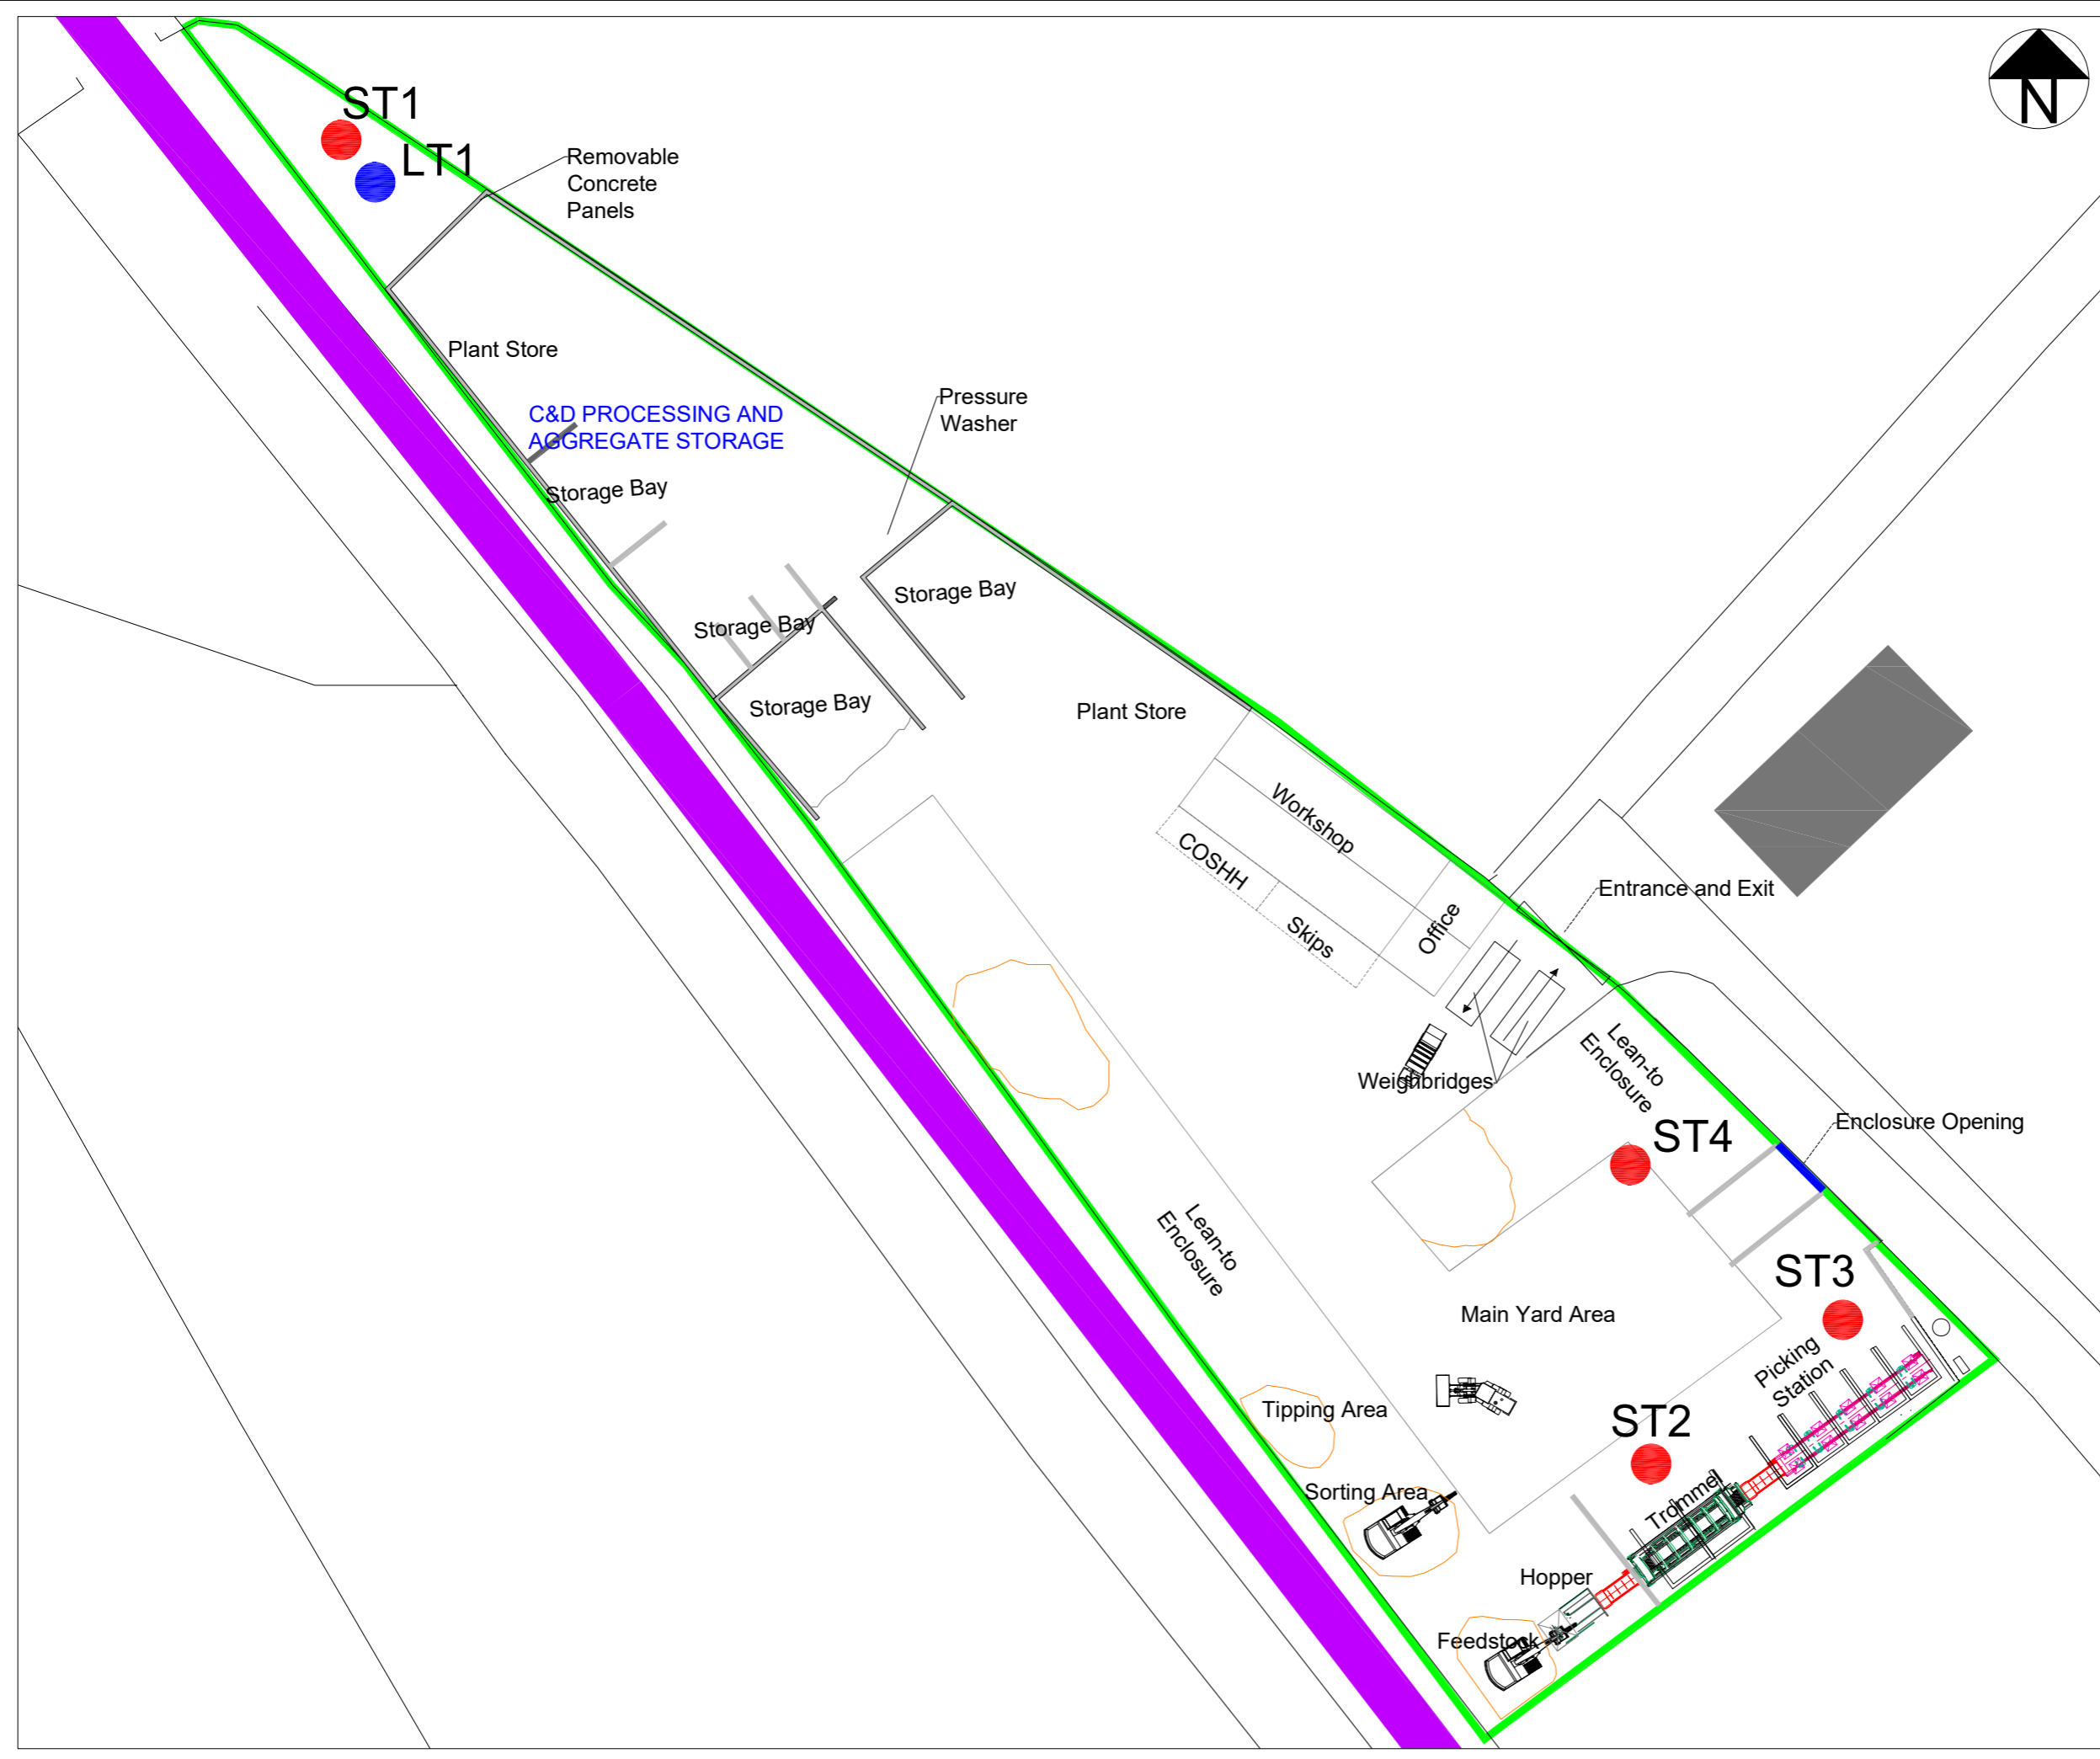 N
ST1
LT1
Removable
Concrete
Panels
Plant Store
C&D PROCESSING AND
AGGREGATE STORAGE
Pressure
Washer
Storage Bay
Storage Bay
Storage Bay
Storage Bay
Plant Store
Workshop
COSHH
Skips
Office
Entrance and Exit
Weighbridges
Lean-to
Enclosure
Enclosure Opening
ST4
Lean-to
Enclosure
ST3
Main Yard Area
Picking
Station
Tipping Area
ST2
Sorting Area
Trommel
Hopper
Feedstock